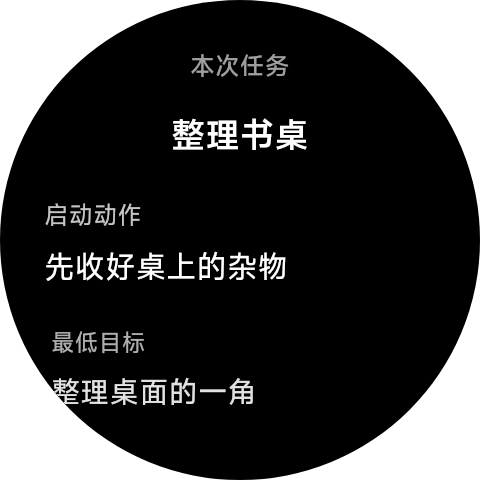 本次任务
整理书桌
启动动作
先收好桌上的杂物
最低目标
整理桌面的一角